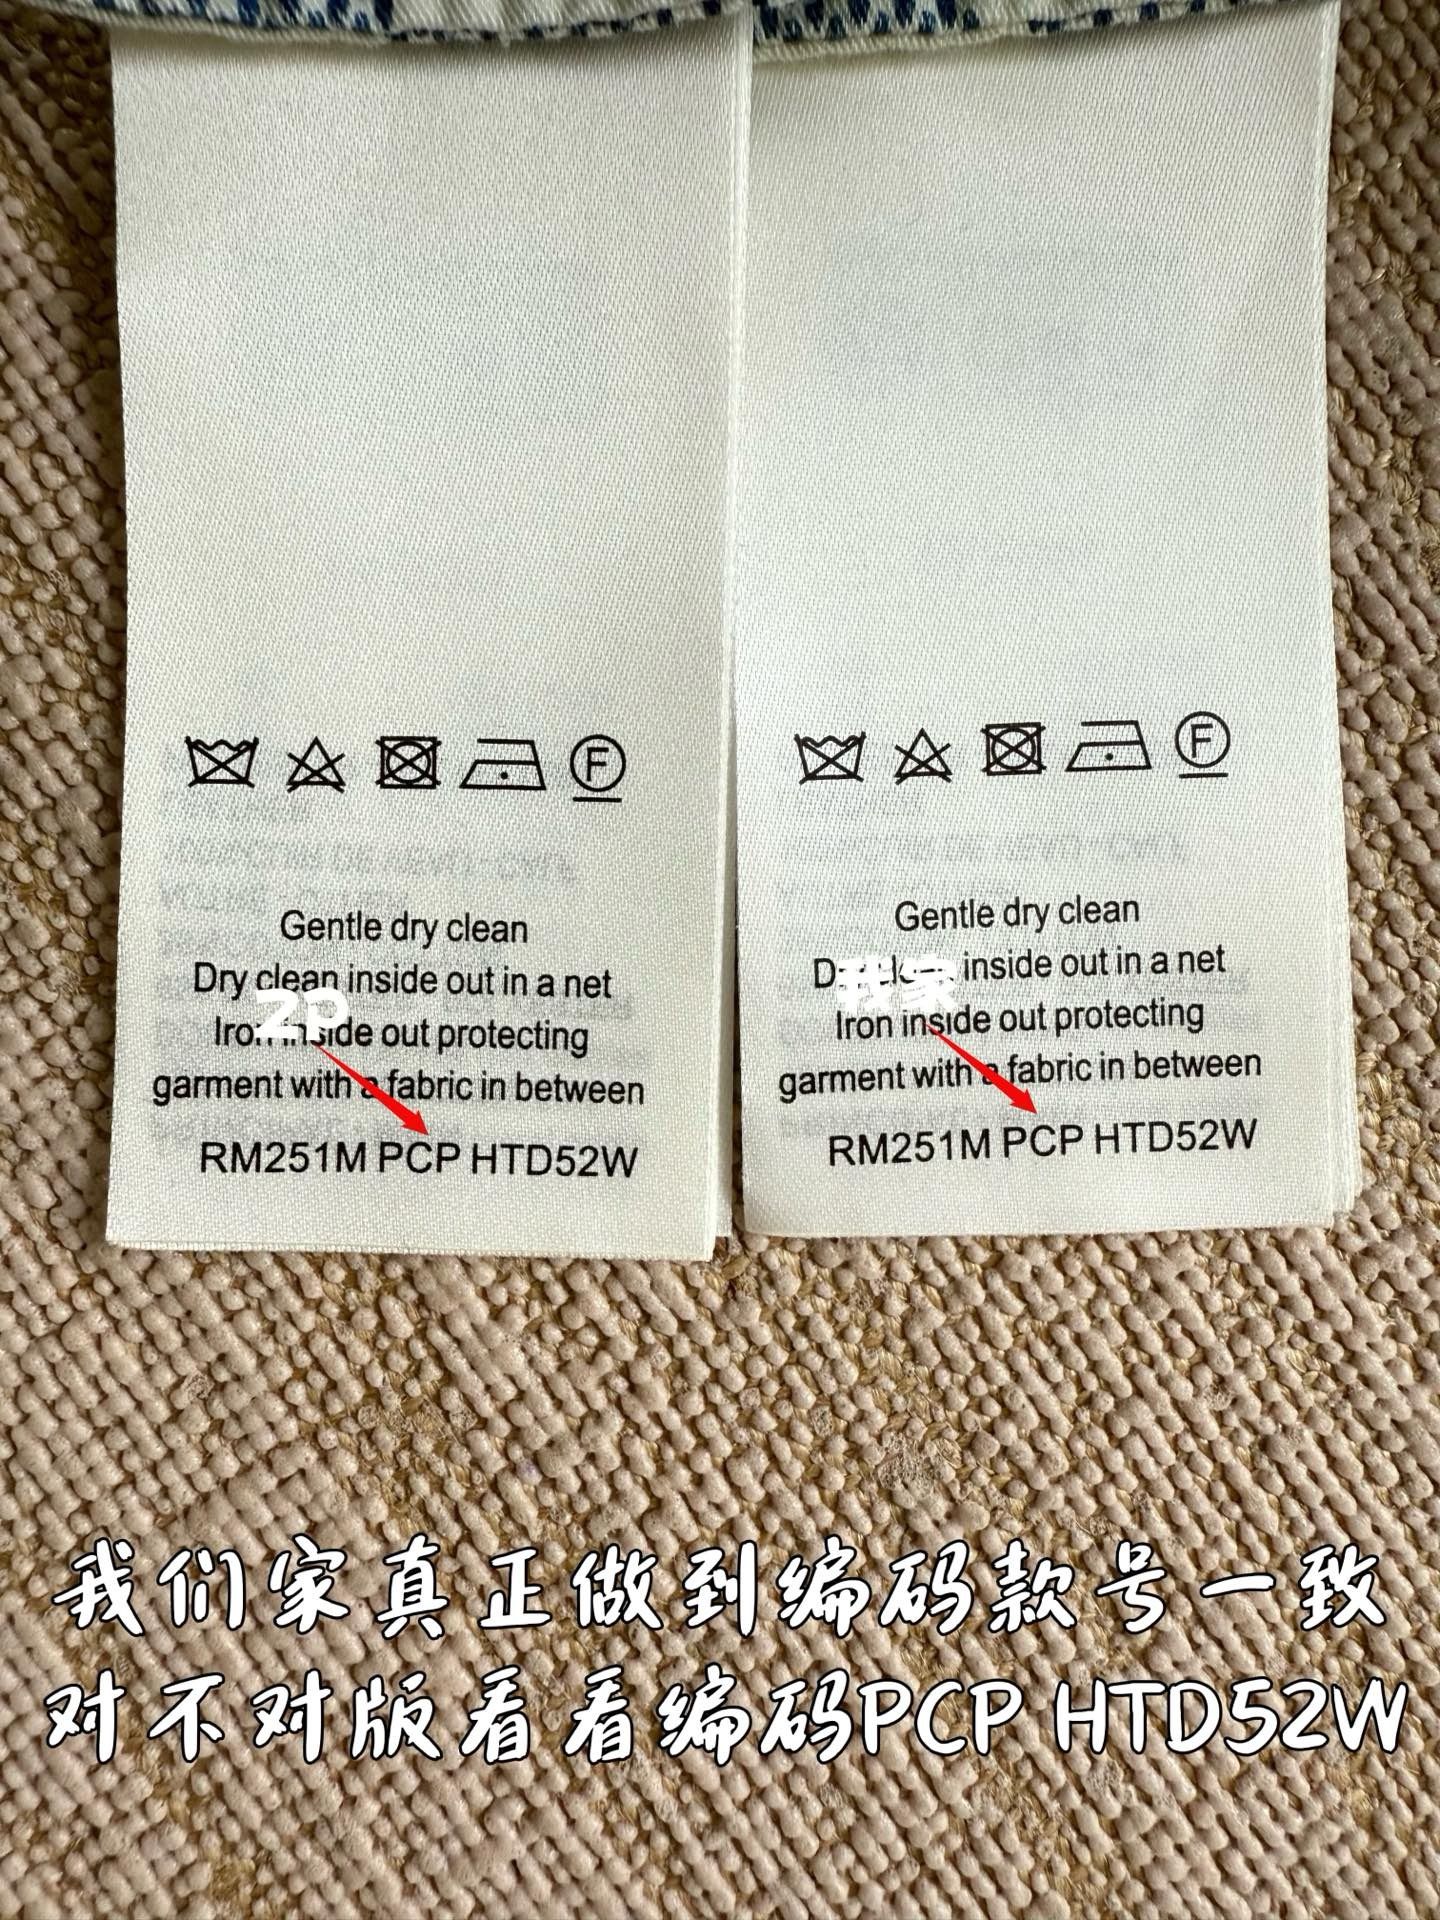 F
Gentle dry clean
Dry clean inside out in a net
ZP
Iron inside out protecting
garment with a fabric in between
RM251M PCP HTD52W
F
Gentle dry clean
inside out in a net
我家
Iron inside out protecting
garment with a fabric in between
RM251M PCP HTD52W
我们家真正做到编码款号一致
对不对版看看编码PCP HTD52W